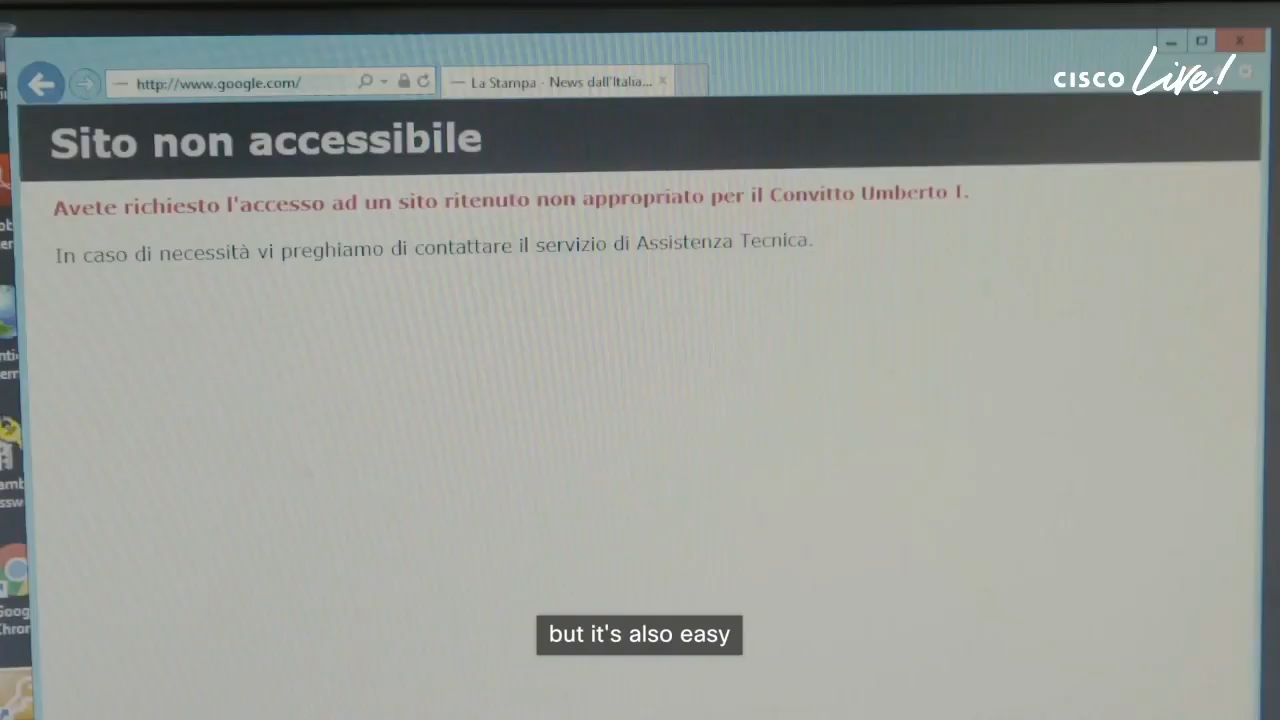 CISCO Live!
http://www.google.com/
La Stampa - News dall'Italia...
Sito non accessibile
Avete richiesto l'accesso ad un sito ritenuto non appropriato per il Convitto Umberto I.
In caso di necessità vi preghiamo di contattare il servizio di Assistenza Tecnica.
but it's also easy